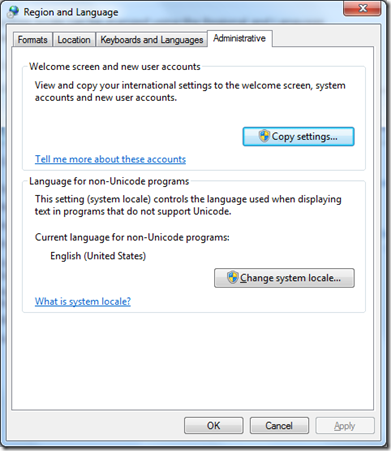 Region and Language
Formats Location Keyboards and Languages Administrative
Welcome screen and new user accounts
View and copy your international settings to the welcome screen, system
accounts and new user accounts.
Copy settings...
Tell me more about these accounts
Language for non-Unicode programs
This setting (system locale) controls the language used when displaying
text in programs that do not support Unicode.
Current language for non-Unicode programs:
English (United States)
Change system locale...
What is system locale?
OK Cancel Apply